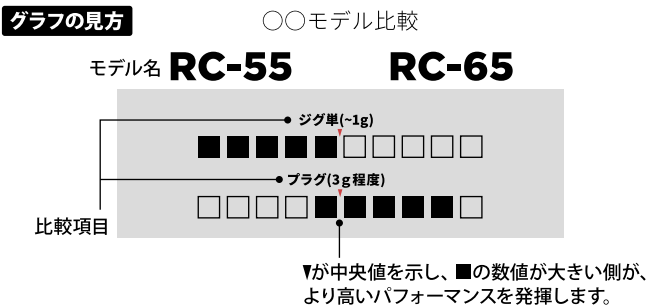 グラフの見方
〇〇モデル比較
モデル名 RC-55 RC-65
ジグ単(~1g)
プラグ(3g程度)
比較項目
▼が中央値を示し、■の数値が大きい側が、
より高いパフォーマンスを発揮します。